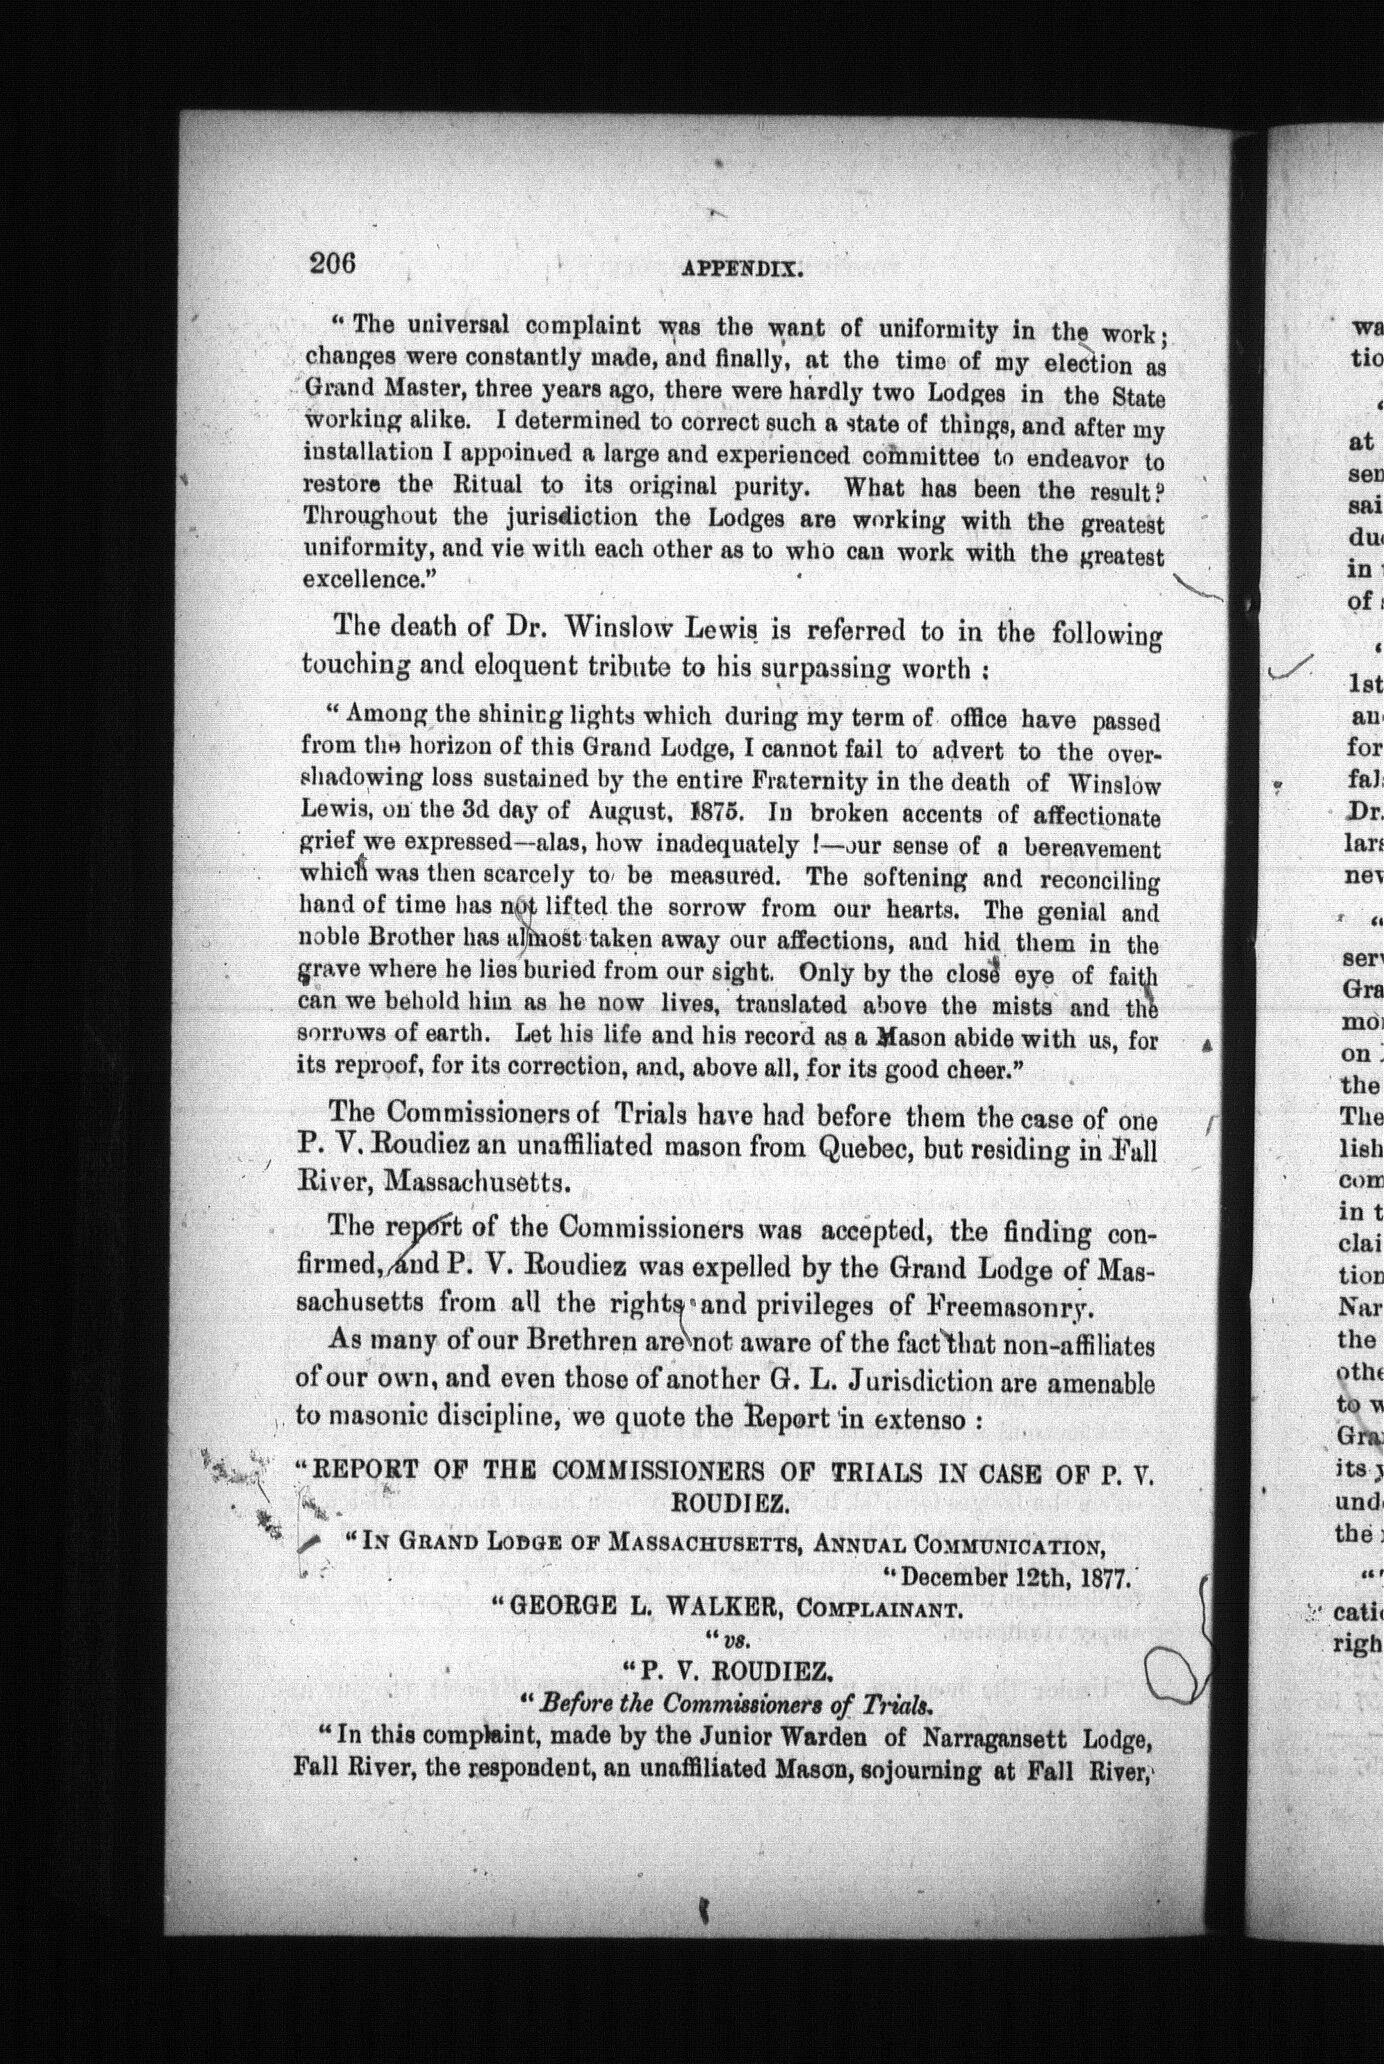 206
APPENDIX.
“ The universal complaint was the want of uniformity in the work;
changes were constantly made, and finally, at the time of my election as
Grand Master, three years ago, there were hardly two Lodges in the State
working alike. I determined to correct such a state of things, and after my
installation I appointed a large and experienced committee to endeavor to
restore the Ritual to its original purity. What has been the result?
Throughout the jurisdiction the Lodges are working with the greatest
uniformity, and vie with each other as to who can work with the greatest
excellence.”
The death of Dr. Winslow Lewis is referred to in the following
touching and eloquent tribute to his surpassing worth :
“ Among the shining lights which during my term of office have passed
from the horizon of this Grand Lodge, I cannot fail to advert to the over-
shadowing loss sustained by the entire Fraternity in the death of Winslow
Lewis, on the 3d day of August, 1875. In broken accents of affectionate
grief we expressed—alas, how inadequately !—our sense of a bereavement
which was then scarcely to be measured. The softening and reconciling
hand of time has not lifted the sorrow from our hearts. The genial and
noble Brother has almost taken away our affections, and hid them in the
grave where he lies buried from our sight. Only by the close eye of faith
can we behold him as he now lives, translated above the mists and the
sorrows of earth. Let his life and his record as a Mason abide with us, for
its reproof, for its correction, and, above all, for its good cheer.”
The Commissioners of Trials have had before them the case of one
P. V. Roudiez an unaffiliated mason from Quebec, but residing in Fall
River, Massachusetts.
The report of the Commissioners was accepted, the finding con-
firmed, and P. V. Roudiez was expelled by the Grand Lodge of Mas-
sachusetts from all the rights and privileges of Freemasonry.
As many of our Brethren are not aware of the fact that non-affiliates
of our own, and even those of another G. L. Jurisdiction are amenable
to masonic discipline, we quote the Report in extenso :
“REPORT OF THE COMMISSIONERS OF TRIALS IN CASE OF P. V.
ROUDIEZ.
“IN GRAND LODGE OF MASSACHUSETTS, ANNUAL COMMUNICATION,
“December 12th, 1877.
“GEORGE L. WALKER, COMPLAINANT.
“vs.
“P. V. ROUDIEZ.
“Before the Commissioners of Trials.
“In this complaint, made by the Junior Warden of Narragansett Lodge,
Fall River, the respondent, an unaffiliated Mason, sojourning at Fall River,